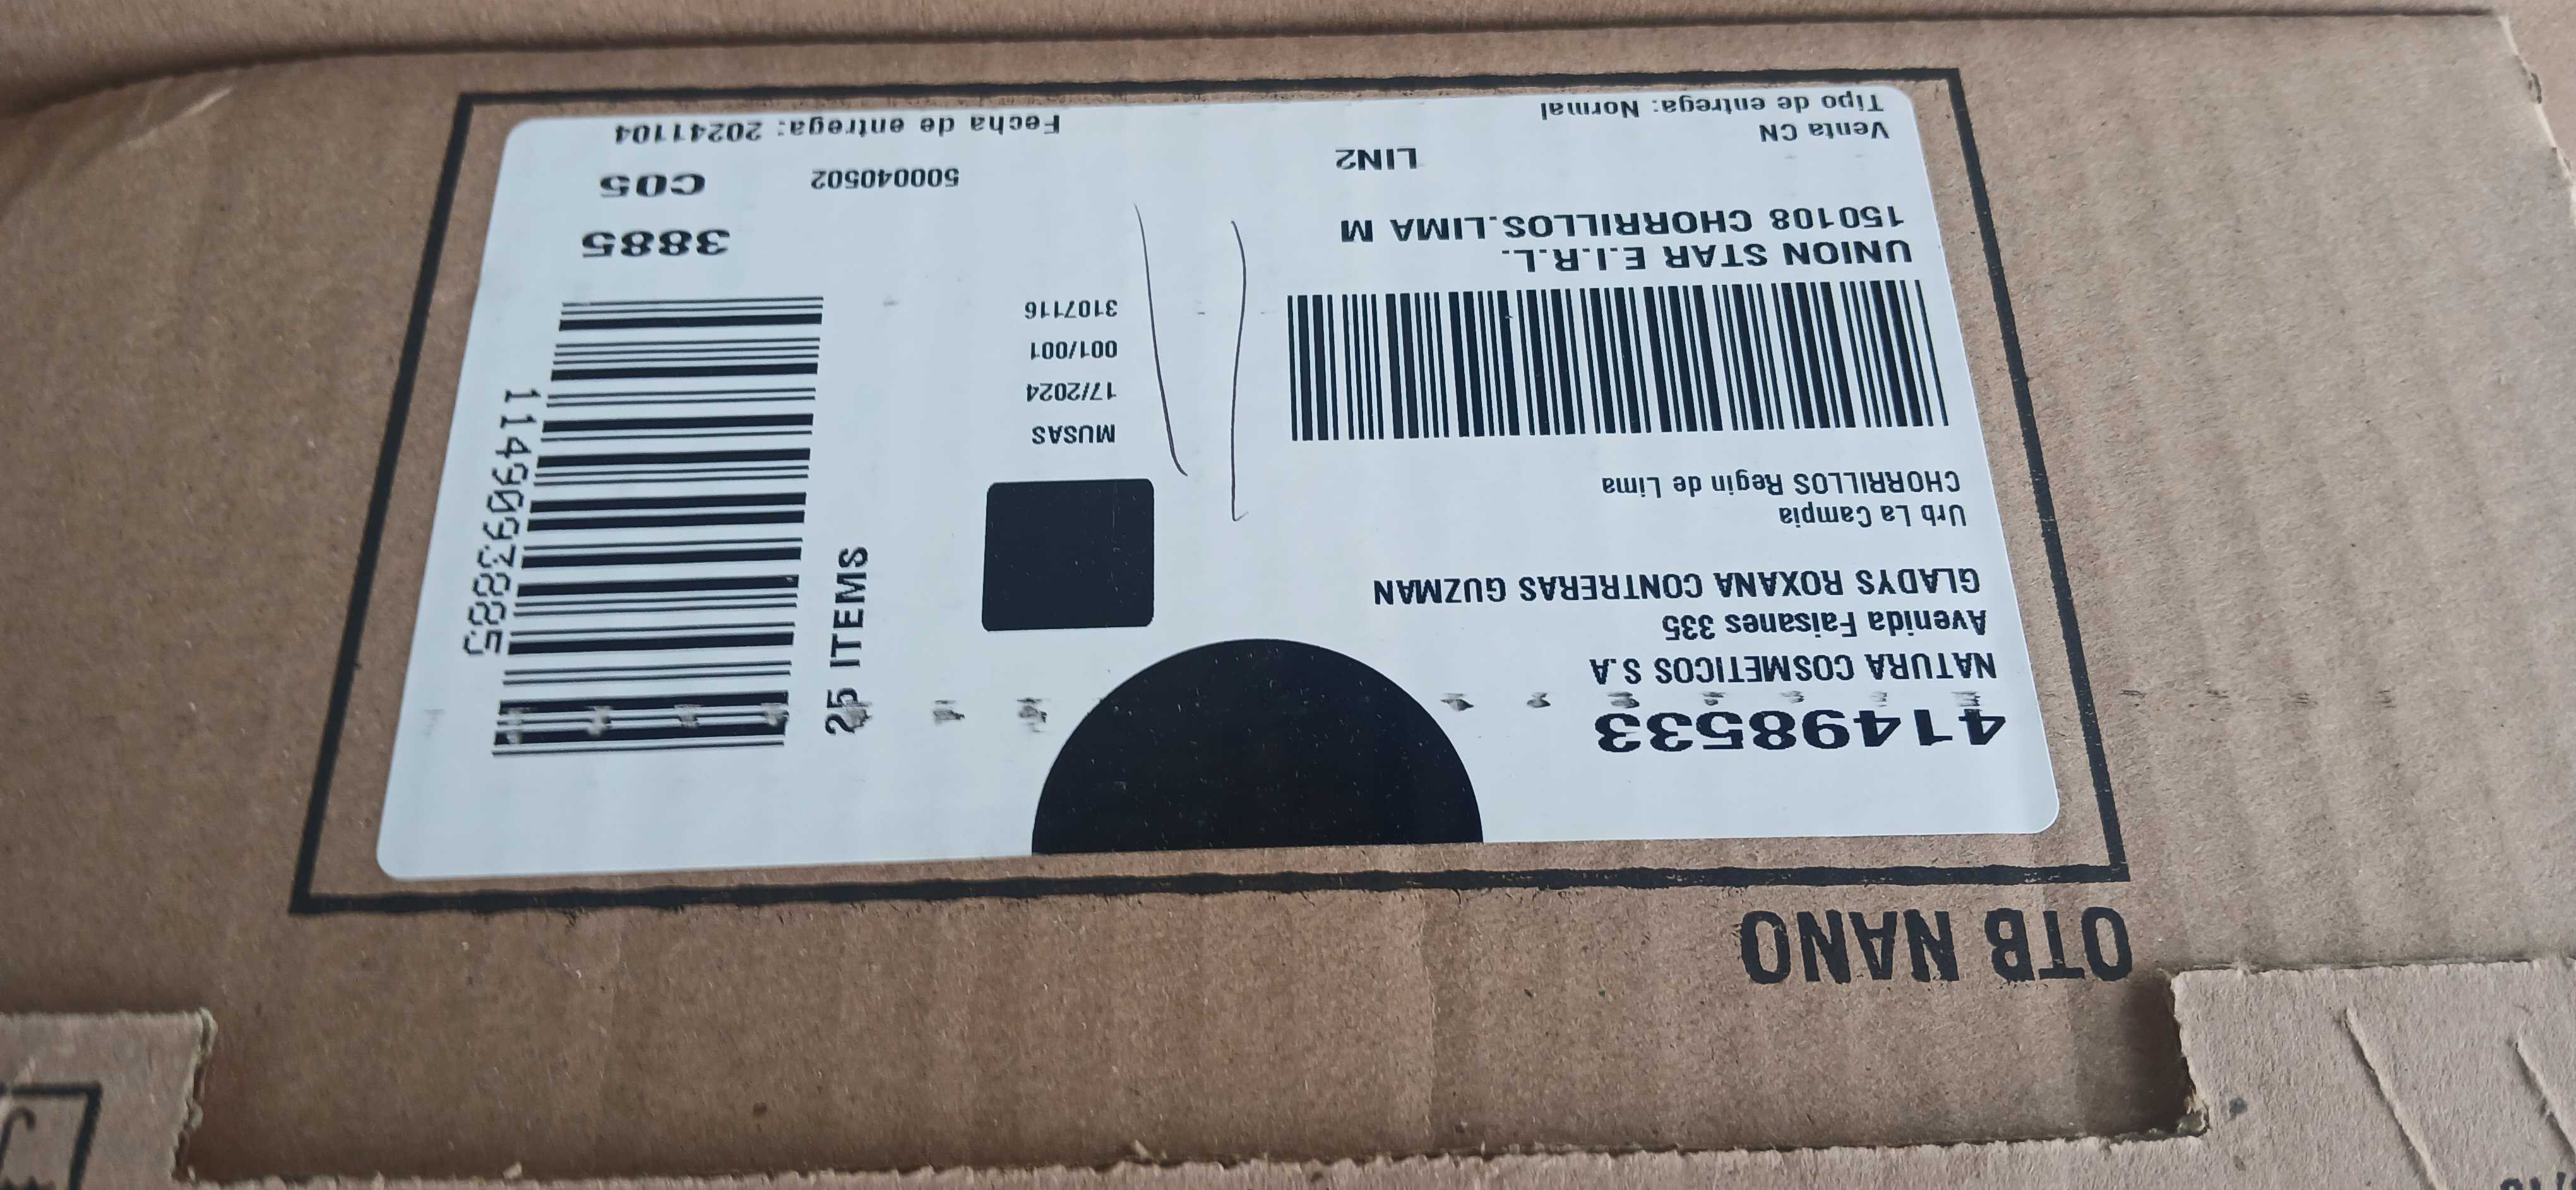 OTB NANO
41498533
NATURA COSMETICOS S.A
Avenida Faisanes 335
GLADYS ROXANA CONTRERAS GUZMAN
Urb La Campia
CHORRILLOS Regin de Lima
UNION STAR E.I.R.L.
150108 CHORRILLOS.LIMA M
LIN2
Venta CN
Tipo de entrega: Normal
MUSAS
17/2024
001/001
3107116
25 ITEMS
11490938885
3885
500040502
C05
Fecha de entrega: 20241104